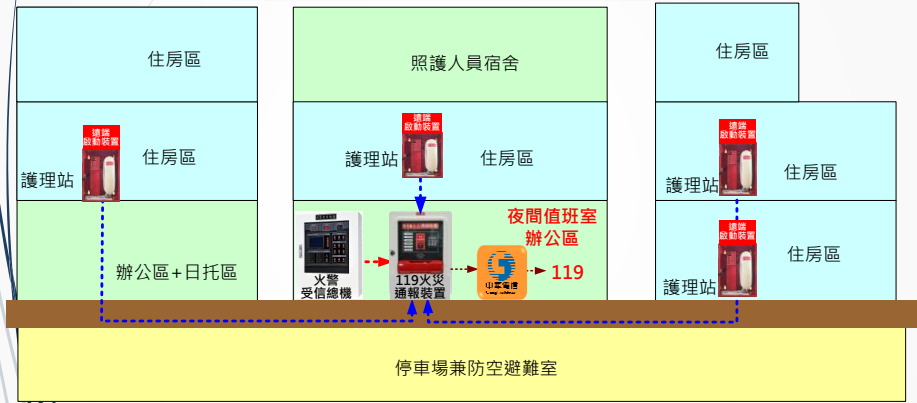 住房區
照護人員宿舍
住房區
遠端
啟動裝置
護理站
住房區
遠端
啟動裝置
護理站
住房區
遠端
啟動裝置
護理站
住房區
辦公區+日托區
火警
受信總機
119火災
通報裝置
中華電信
夜間值班室
辦公區
119
遠端
啟動裝置
護理站
住房區
停車場兼防空避難室